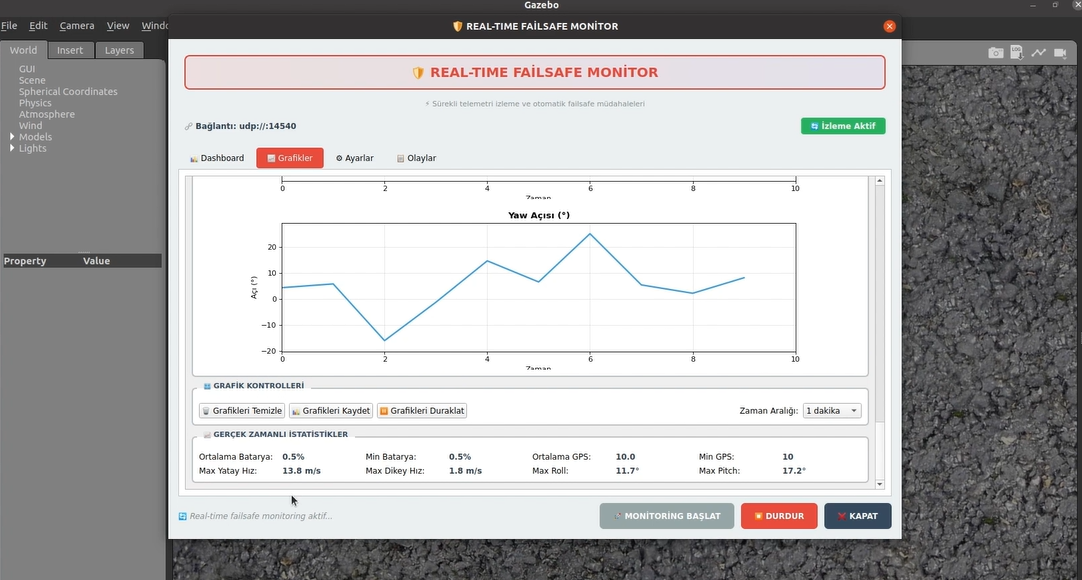 Gazebo
File Edit Camera View Windo
REAL-TIME FAİLSAFE MONİTOR
World Insert Layers
GUI
Scene
Spherical Coordinates
Physics
Atmosphere
Wind
Models
Lights
Property Value
REAL-TIME FAİLSAFE MONİTOR
Sürekli telemetri izleme ve otomatik failsafe müdahaleleri
Bağlantı: udp://:14540
İzleme Aktif
Dashboard Grafikler Ayarlar Olaylar
0 2 4 6 8 10
Zaman
Yaw Açısı (°)
Açı (°)
20
10
0
−10
−20
0 2 4 6 8 10
Zaman
GRAFİK KONTROLLERİ
Grafikleri Temizle Grafikleri Kaydet Grafikleri Duraklat Zaman Aralığı: 1 dakika
GERÇEK ZAMANLI İSTATİSTİKLER
Ortalama Batarya: 0.5% Min Batarya: 0.5% Ortalama GPS: 10.0 Min GPS: 10
Max Yatay Hız: 13.8 m/s Max Dikey Hız: 1.8 m/s Max Roll: 11.7° Max Pitch: 17.2°
Real-time failsafe monitoring aktif...
MONİTORİNG BAŞLAT DURDUR KAPAT